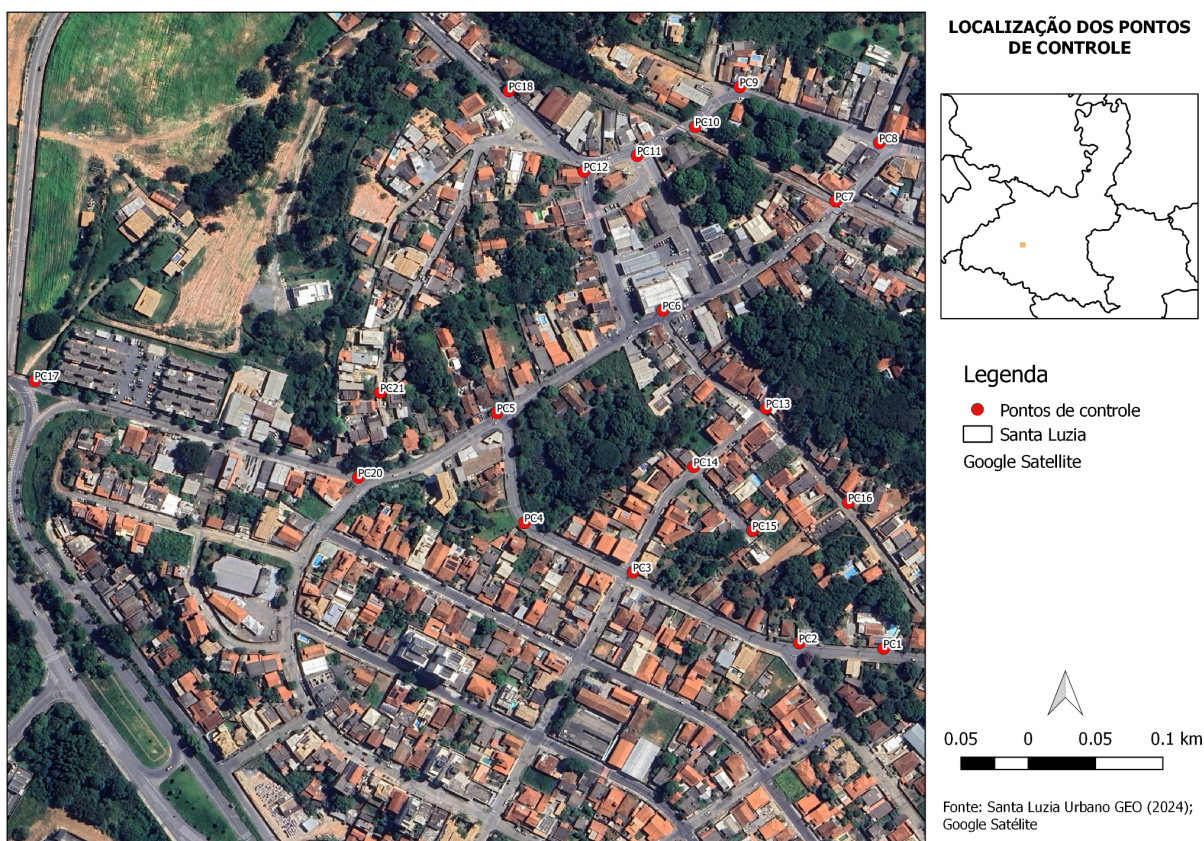 LOCALIZAÇÃO DOS PONTOS
DE CONTROLE
PC18
PC9
PC10
PC8
PC11
PC12
PC7
PC6
PC17
PC21
PC5
PC13
PC14
PC20
PC16
PC4
PC15
PC3
PC2
PC1
Legenda
Pontos de controle
Santa Luzia
Google Satellite
0.05 0 0.05 0.1 km
Fonte: Santa Luzia Urbano GEO (2024);
Google Satélite